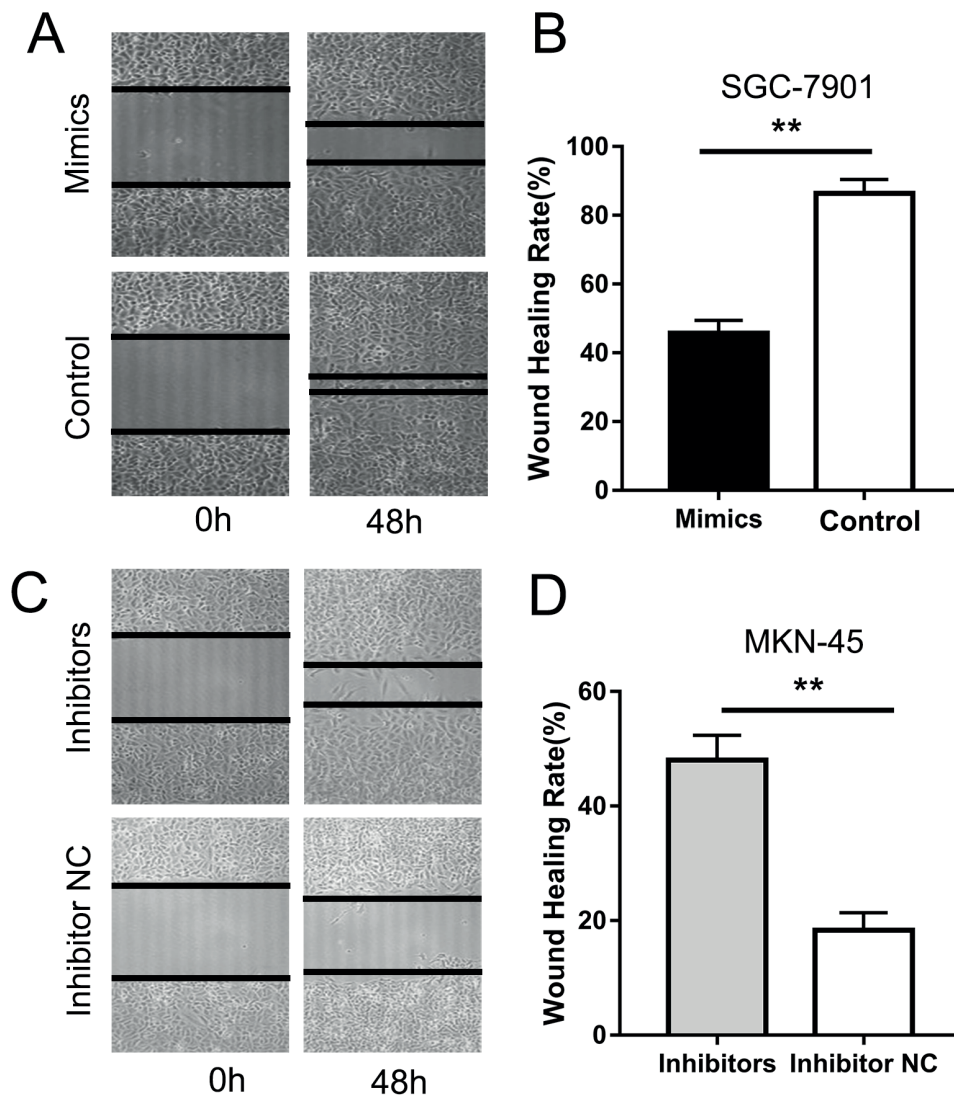 A
Mimics
Control
0h
48h
B
SGC-7901
**
Wound Healing Rate(%)
100
80
60
40
20
0
Mimics
Control
C
Inhibitors
Inhibitor NC
0h
48h
D
MKN-45
**
Wound Healing Rate(%)
60
40
20
0
Inhibitors
Inhibitor NC